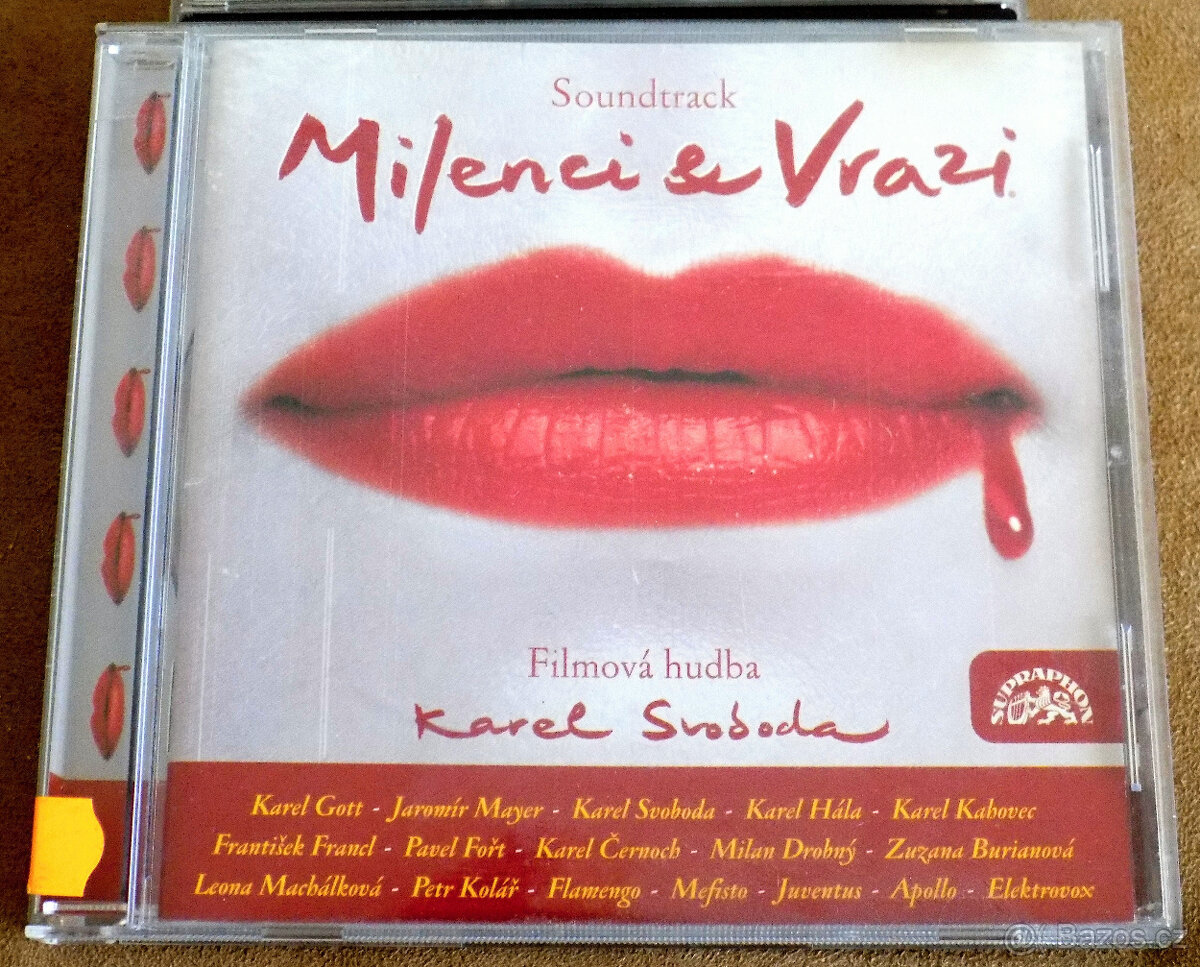 Soundtrack
Milenci & Vrazi
Filmová hudba
Karel Svoboda
SUPRAPHON
Karel Gott - Jaromír Mayer - Karel Svoboda - Karel Hála - Karel Kahovec
František Francl - Pavel Fořt - Karel Černoch - Milan Drobný - Zuzana Burianová
Leona Machálková - Petr Kolář - Flamengo - Mefisto - Juventus - Apollo - Elektrovox
Bazos.cz